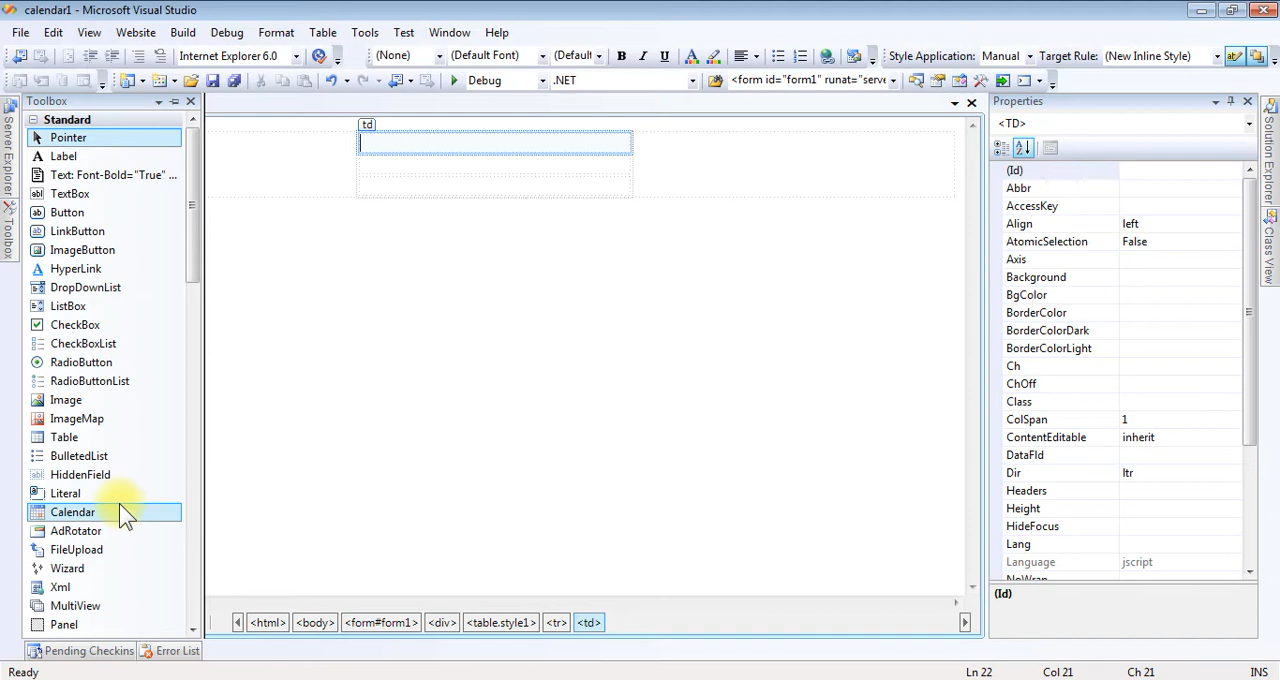 calendar1 - Microsoft Visual Studio
File Edit View Website Build Debug Format Table Tools Test Window Help
Internet Explorer 6.0 (None) (Default Font) (Default B I U A Style Application: Manual Target Rule: (New Inline Style)
Debug .NET <form id="form1" runat="serve
Toolbox
Standard
Pointer
Label
Text: Font-Bold="True" ...
TextBox
Button
LinkButton
ImageButton
HyperLink
DropDownList
ListBox
CheckBox
CheckBoxList
RadioButton
RadioButtonList
Image
ImageMap
Table
BulletedList
HiddenField
Literal
Calendar
AdRotator
FileUpload
Wizard
Xml
MultiView
Panel
Server Explorer
Toolbox
td
<html> <body> <form#form1> <div> <table.style1> <tr> <td>
Properties
<TD>
(Id)
Abbr
AccessKey
Align left
AtomicSelection False
Axis
Background
BgColor
BorderColor
BorderColorDark
BorderColorLight
Ch
ChOff
Class
ColSpan 1
ContentEditable inherit
DataFld
Dir ltr
Headers
Height
HideFocus
Lang
Language jscript
NoWrap
(Id)
Solution Explorer
Class View
Pending Checkins Error List
Ready Ln 22 Col 21 Ch 21 INS